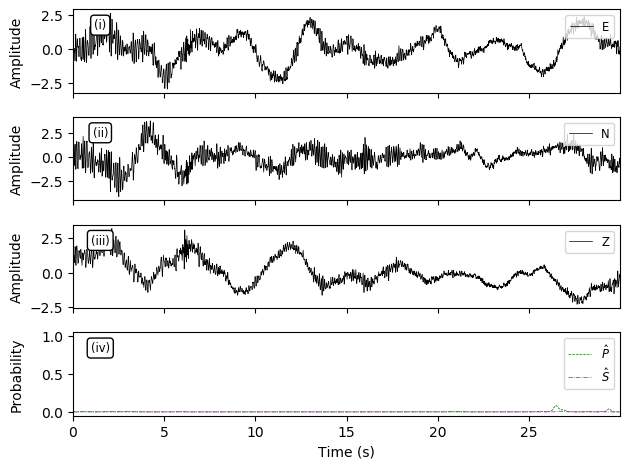 (i)
E
Amplitude
2.5
0.0
−2.5
(ii)
N
Amplitude
2.5
0.0
−2.5
(iii)
Z
Amplitude
2.5
0.0
−2.5
(iv)
P̂
Ŝ
Probability
1.0
0.5
0.0
0 5 10 15 20 25
Time (s)